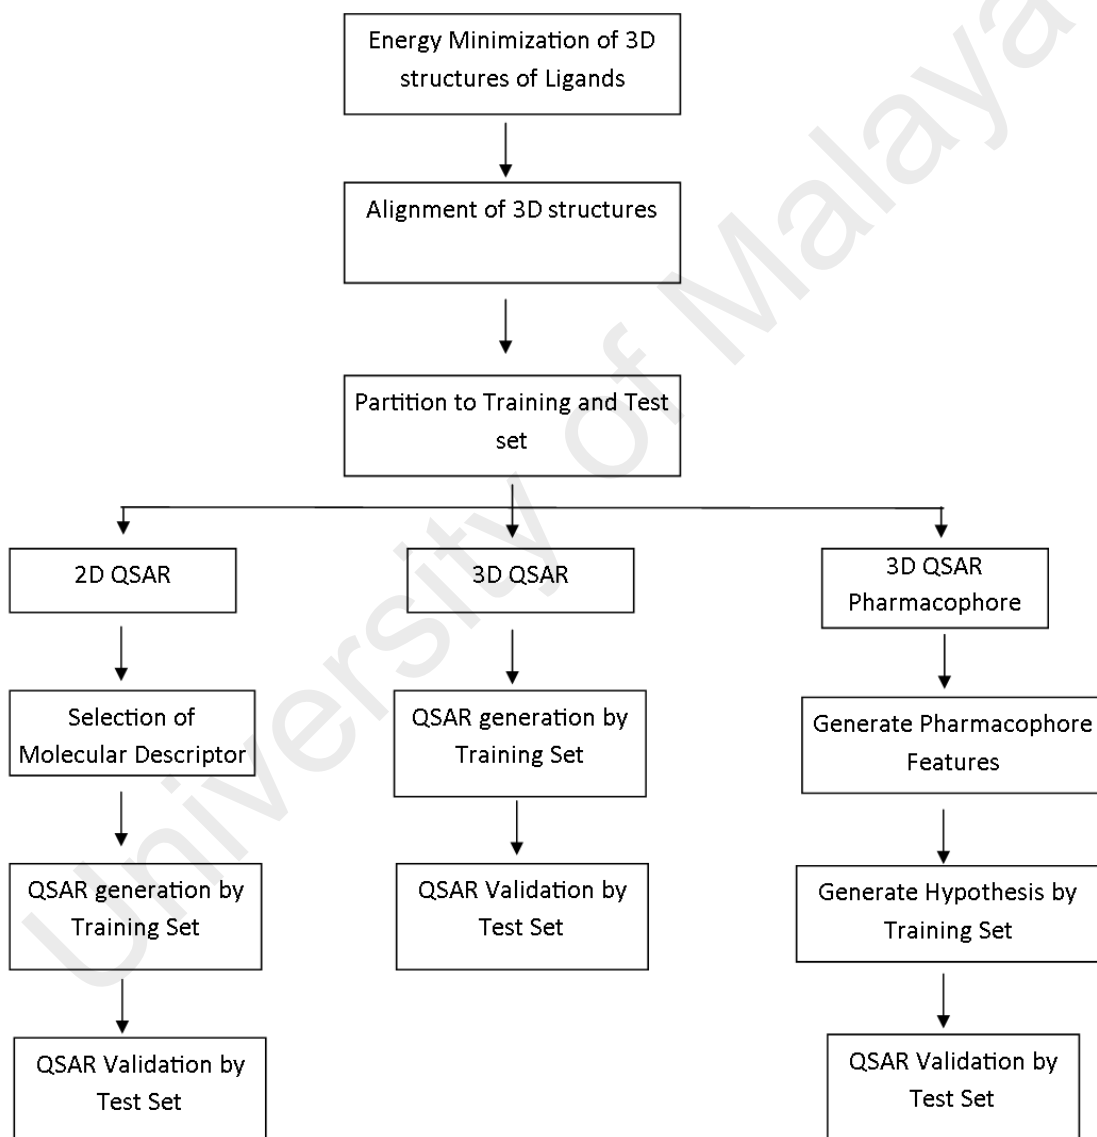 Energy Minimization of 3D
structures of Ligands
Alignment of 3D structures
Partition to Training and Test
set
2D QSAR
Selection of
Molecular Descriptor
QSAR generation by
Training Set
QSAR Validation by
Test Set
3D QSAR
QSAR generation by
Training Set
QSAR Validation by
Test Set
3D QSAR
Pharmacophore
Generate Pharmacophore
Features
Generate Hypothesis by
Training Set
QSAR Validation by
Test Set
University of Malaya